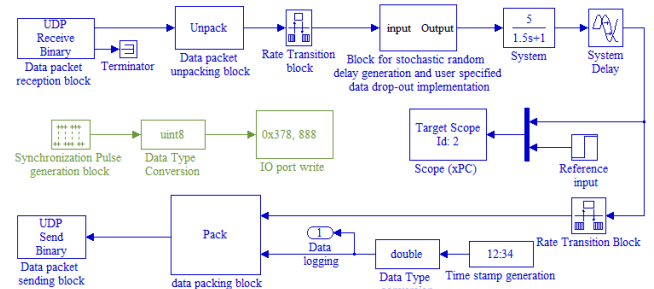 UDP
Receive
Binary
Data packet
reception block
Terminator
Unpack
Data packet
unpacking block
Rate Transition
block
input Output
Block for stochastic random
delay generation and user specified
data drop-out implementation
5
1.5s+1
System
System
Delay
Synchronization Pulse
generation block
uint8
Data Type
Conversion
0x378, 888
IO port write
Target Scope
Id: 2
Scope (xPC)
Reference
input
UDP
Send
Binary
Data packet
sending block
Pack
data packing block
1
Data
logging
double
Data Type
12:34
Time stamp generation
Rate Transition Block